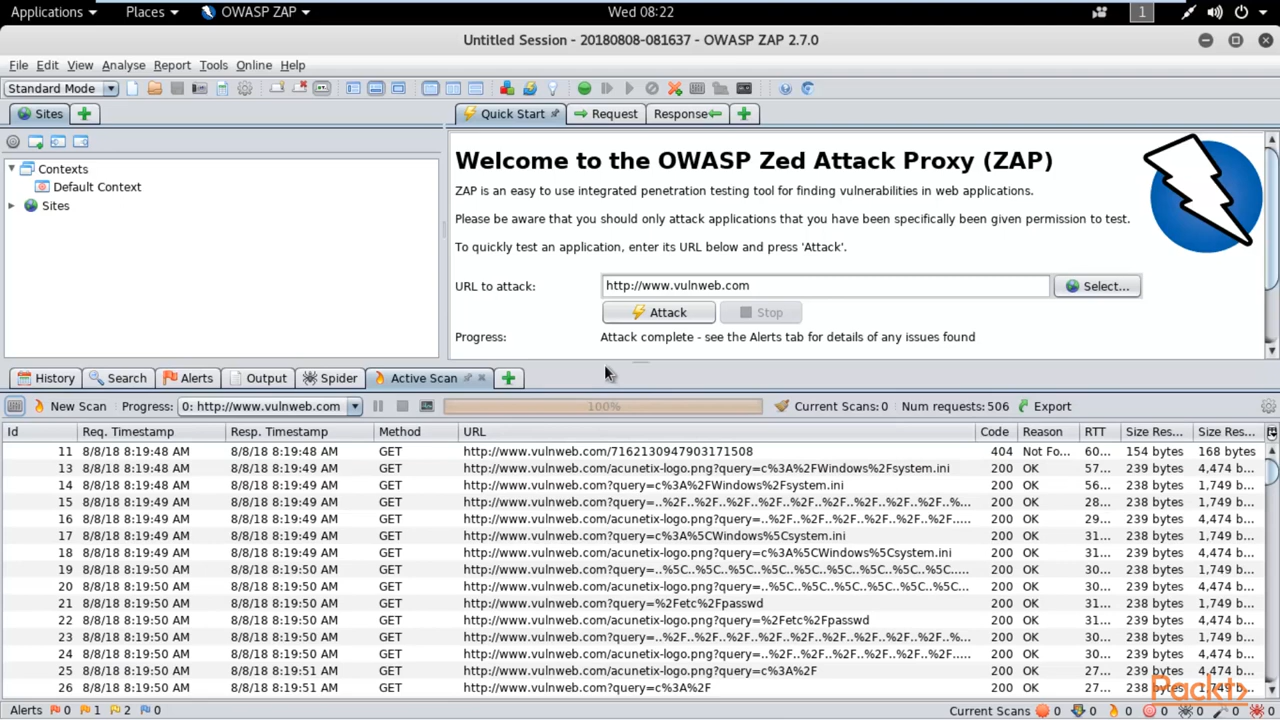 Applications Places OWASP ZAP Wed 08:22 1
Untitled Session - 20180808-081637 - OWASP ZAP 2.7.0
File Edit View Analyse Report Tools Online Help
Standard Mode
Sites
Quick Start Request Response
Contexts
Default Context
Sites
Welcome to the OWASP Zed Attack Proxy (ZAP)
ZAP is an easy to use integrated penetration testing tool for finding vulnerabilities in web applications.
Please be aware that you should only attack applications that you have been specifically been given permission to test.
To quickly test an application, enter its URL below and press 'Attack'.
URL to attack: http://www.vulnweb.com Select...
Attack Stop
Progress: Attack complete - see the Alerts tab for details of any issues found
History Search Alerts Output Spider Active Scan
New Scan Progress: 0: http://www.vulnweb.com 100% Current Scans:0 Num requests:506 Export
Id Req. Timestamp Resp. Timestamp Method URL Code Reason RTT Size Res... Size Res...
11 8/8/18 8:19:48 AM 8/8/18 8:19:48 AM GET http://www.vulnweb.com/7162130947903171508 404 Not Fo... 60... 154 bytes 168 bytes
13 8/8/18 8:19:48 AM 8/8/18 8:19:49 AM GET http://www.vulnweb.com/acunetix-logo.png?query=c%3A%2FWindows%2Fsystem.ini 200 OK 57... 238 bytes 4,474 b...
14 8/8/18 8:19:48 AM 8/8/18 8:19:49 AM GET http://www.vulnweb.com?query=c%3A%2FWindows%2Fsystem.ini 200 OK 56... 238 bytes 1,749 b...
15 8/8/18 8:19:49 AM 8/8/18 8:19:49 AM GET http://www.vulnweb.com?query=..%2F..%2F..%2F..%2F..%2F..%2F..%2F..%2F..%... 200 OK 28... 238 bytes 1,749 b...
16 8/8/18 8:19:49 AM 8/8/18 8:19:49 AM GET http://www.vulnweb.com/acunetix-logo.png?query=..%2F..%2F..%2F..%2F..%2F..... 200 OK 29... 238 bytes 4,474 b...
17 8/8/18 8:19:49 AM 8/8/18 8:19:49 AM GET http://www.vulnweb.com?query=c%3A%5CWindows%5Csystem.ini 200 OK 31... 238 bytes 1,749 b...
18 8/8/18 8:19:49 AM 8/8/18 8:19:49 AM GET http://www.vulnweb.com/acunetix-logo.png?query=c%3A%5CWindows%5Csystem.ini 200 OK 31... 238 bytes 4,474 b...
19 8/8/18 8:19:49 AM 8/8/18 8:19:50 AM GET http://www.vulnweb.com?query=..%5C..%5C..%5C..%5C..%5C..%5C..%5C..... 200 OK 30... 238 bytes 1,749 b...
20 8/8/18 8:19:50 AM 8/8/18 8:19:50 AM GET http://www.vulnweb.com/acunetix-logo.png?query=..%5C..%5C..%5C..%5C..%5C... 200 OK 30... 238 bytes 4,474 b...
21 8/8/18 8:19:50 AM 8/8/18 8:19:50 AM GET http://www.vulnweb.com?query=%2Fetc%2Fpasswd 200 OK 31... 238 bytes 1,749 b...
22 8/8/18 8:19:50 AM 8/8/18 8:19:50 AM GET http://www.vulnweb.com/acunetix-logo.png?query=%2Fetc%2Fpasswd 200 OK 31... 238 bytes 4,474 b...
23 8/8/18 8:19:50 AM 8/8/18 8:19:50 AM GET http://www.vulnweb.com?query=..%2F..%2F..%2F..%2F..%2F..%2F..%2F..%2F..%... 200 OK 30... 238 bytes 1,749 b...
24 8/8/18 8:19:50 AM 8/8/18 8:19:50 AM GET http://www.vulnweb.com/acunetix-logo.png?query=..%2F..%2F..%2F..%2F..%2F..... 200 OK 30... 238 bytes 4,474 b...
25 8/8/18 8:19:50 AM 8/8/18 8:19:51 AM GET http://www.vulnweb.com/acunetix-logo.png?query=c%3A%2F 200 OK 27... 238 bytes 4,474 b...
26 8/8/18 8:19:50 AM 8/8/18 8:19:51 AM GET http://www.vulnweb.com?query=c%3A%2F 200 OK 30... 238 bytes 1,749 b...
Packt>
Alerts 0 1 2 0 Current Scans 0 0 0 0 0 0 0